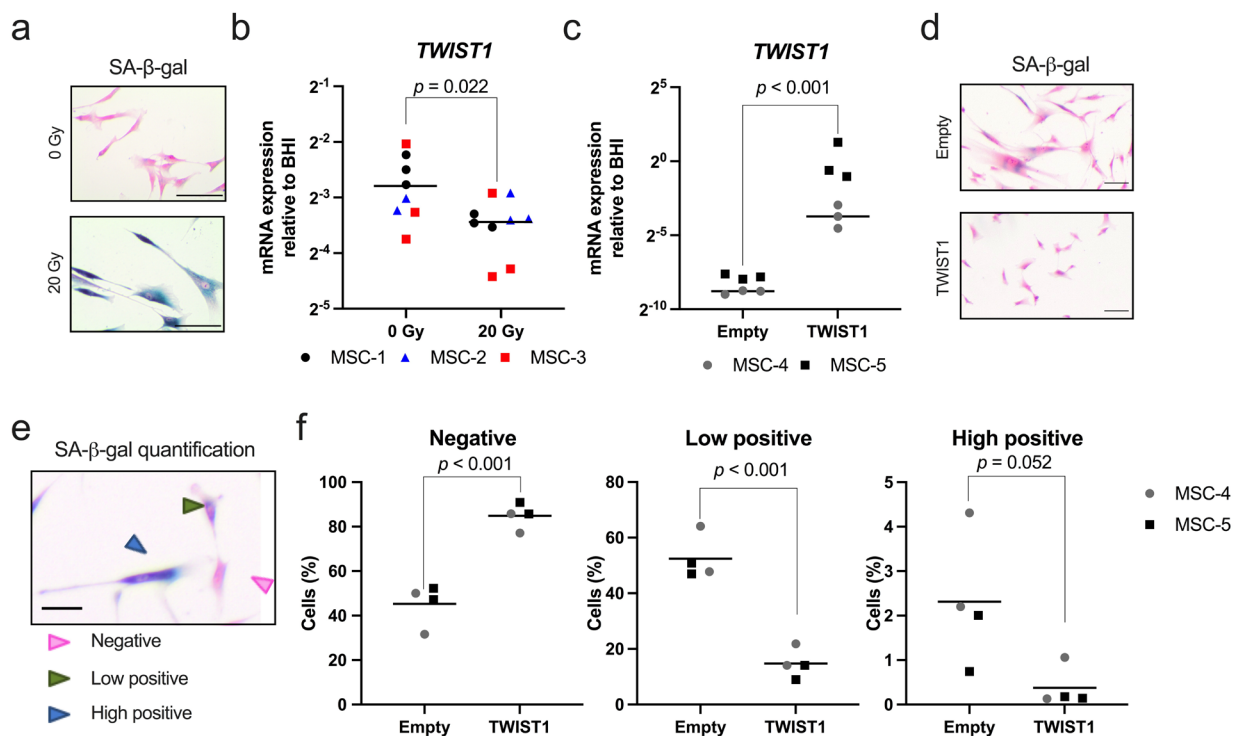 a
SA-β-gal
0 Gy
20 Gy
b
TWIST1
p = 0.022
mRNA expression
relative to BHI
2-1
2-2
2-3
2-4
2-5
0 Gy 20 Gy
MSC-1 MSC-2 MSC-3
c
TWIST1
p < 0.001
mRNA expression
relative to BHI
2^5
2^0
2-5
2-10
Empty TWIST1
MSC-4 MSC-5
d
SA-β-gal
Empty
TWIST1
e
SA-β-gal quantification
Negative
Low positive
High positive
f
Negative
p < 0.001
Cells (%)
100
80
60
40
20
0
Empty TWIST1
Low positive
p < 0.001
Cells (%)
80
60
40
20
0
Empty TWIST1
High positive
p = 0.052
Cells (%)
5
4
3
2
1
0
Empty TWIST1
MSC-4
MSC-5